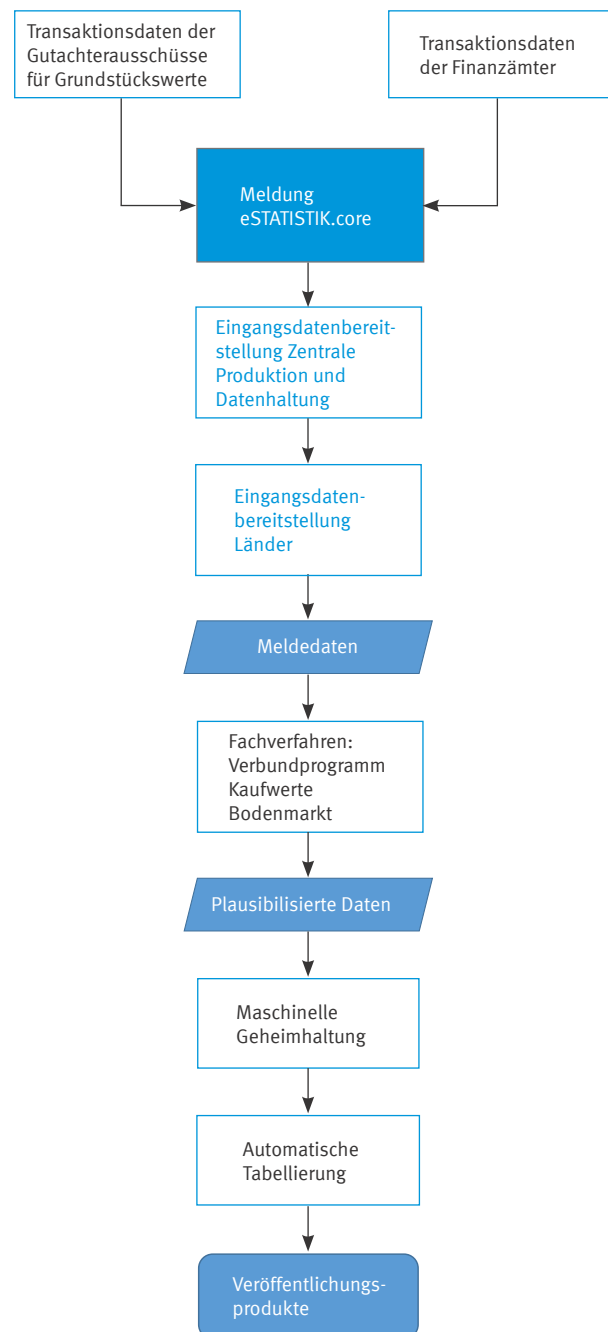 Transaktionsdaten der
Gutachterausschüsse
für Grundstückswerte
Transaktionsdaten
der Finanzämter
Meldung
eSTATISTIK.core
Eingangsdatenbereit-
stellung Zentrale
Produktion und
Datenhaltung
Eingangsdaten-
bereitstellung
Länder
Meldedaten
Fachverfahren:
Verbundprogramm
Kaufwerte
Bodenmarkt
Plausibilisierte Daten
Maschinelle
Geheimhaltung
Automatische
Tabellierung
Veröffentlichungs-
produkte